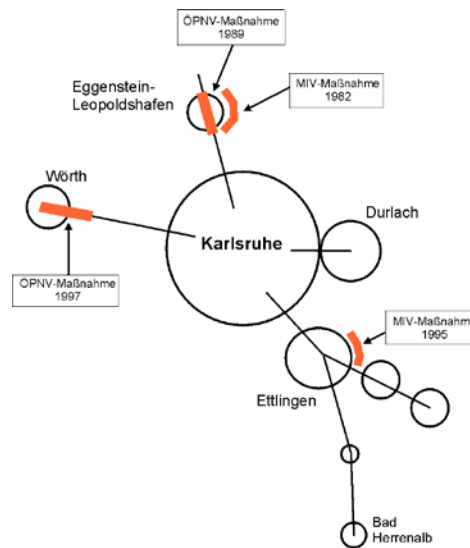 ÖPNV-Maßnahme
1989
Eggenstein-
Leopoldshafen
MIV-Maßnahme
1982
Wörth
Durlach
Karlsruhe
ÖPNV-Maßnahme
1997
MIV-Maßnahm
1995
Ettlingen
Bad
Herrenalb